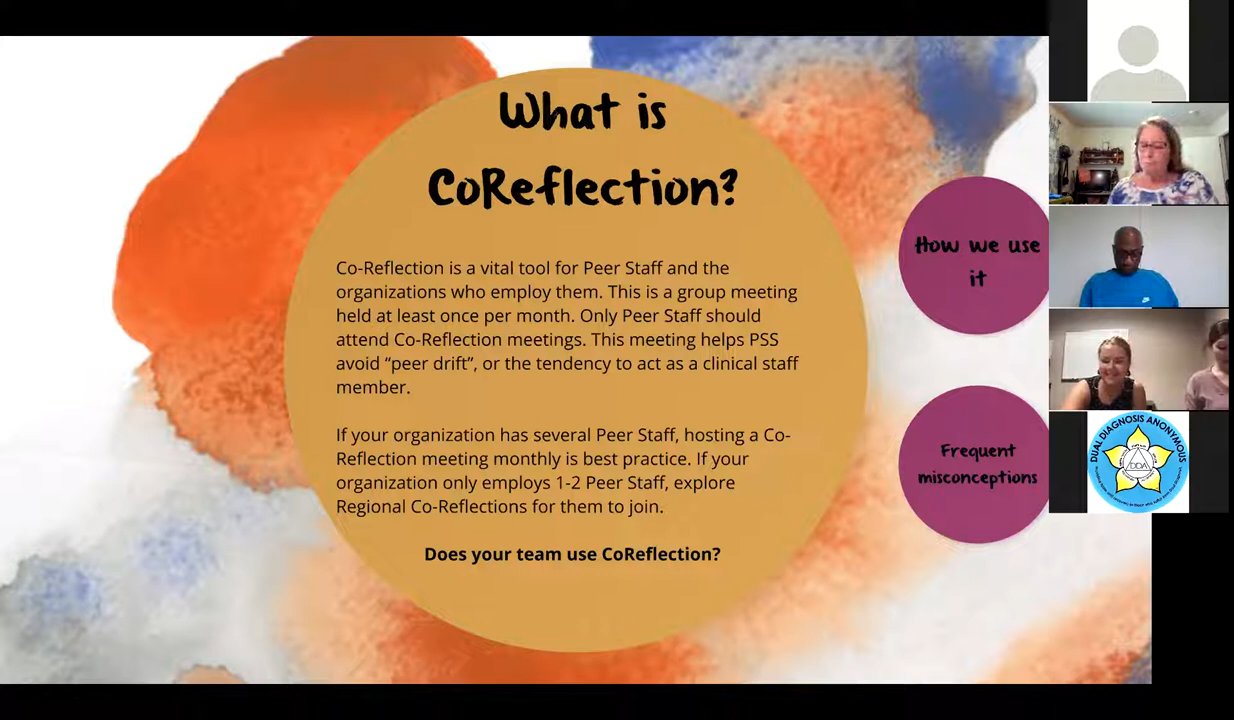 What is
CoReflection?
Co-Reflection is a vital tool for Peer Staff and the
organizations who employ them. This is a group meeting
held at least once per month. Only Peer Staff should
attend Co-Reflection meetings. This meeting helps PSS
avoid “peer drift”, or the tendency to act as a clinical staff
member.
If your organization has several Peer Staff, hosting a Co-
Reflection meeting monthly is best practice. If your
organization only employs 1-2 Peer Staff, explore
Regional Co-Reflections for them to join.
Does your team use CoReflection?
How we use
it
Frequent
misconceptions
DUAL DIAGNOSIS ANONYMOUS
DDA